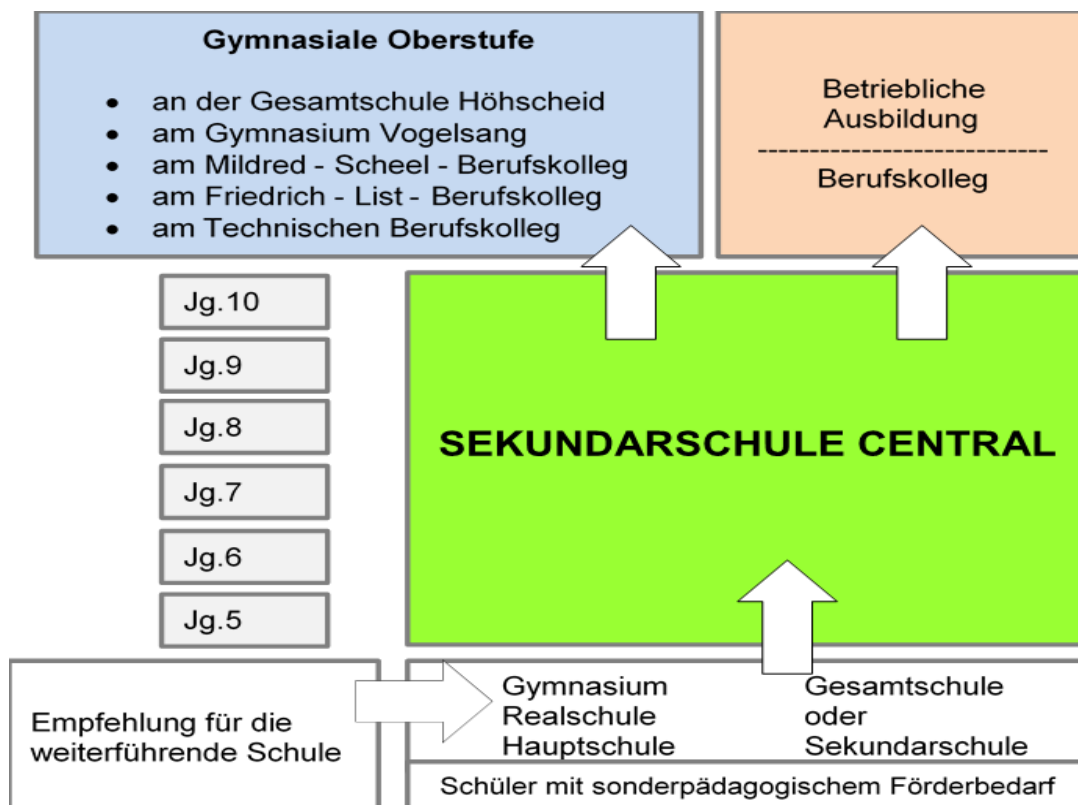 Gymnasiale Oberstufe
• an der Gesamtschule Höhscheid
• am Gymnasium Vogelsang
• am Mildred - Scheel - Berufskolleg
• am Friedrich - List - Berufskolleg
• am Technischen Berufskolleg
Betriebliche
Ausbildung
----------------------------
Berufskolleg
Jg.10
Jg.9
Jg.8
Jg.7
Jg.6
Jg.5
SEKUNDARSCHULE CENTRAL
Empfehlung für die
weiterführende Schule
Gymnasium
Realschule
Hauptschule
Gesamtschule
oder
Sekundarschule
Schüler mit sonderpädagogischem Förderbedarf